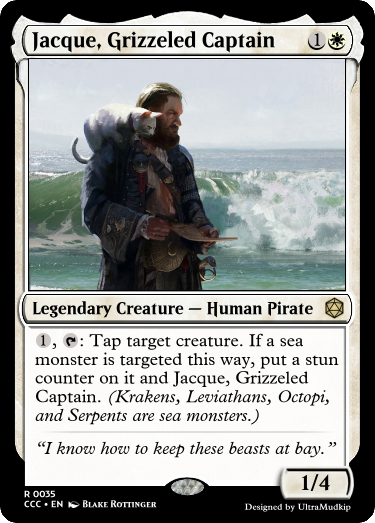 Jacque, Grizzeled Captain 1
Legendary Creature — Human Pirate
1, : Tap target creature. If a sea
monster is targeted this way, put a stun
counter on it and Jacque, Grizzeled
Captain. (Krakens, Leviathans, Octopi,
and Serpents are sea monsters.)
“I know how to keep these beasts at bay.”
1/4
R 0035
CCC • EN Blake Rottinger
Designed by UltraMudkip